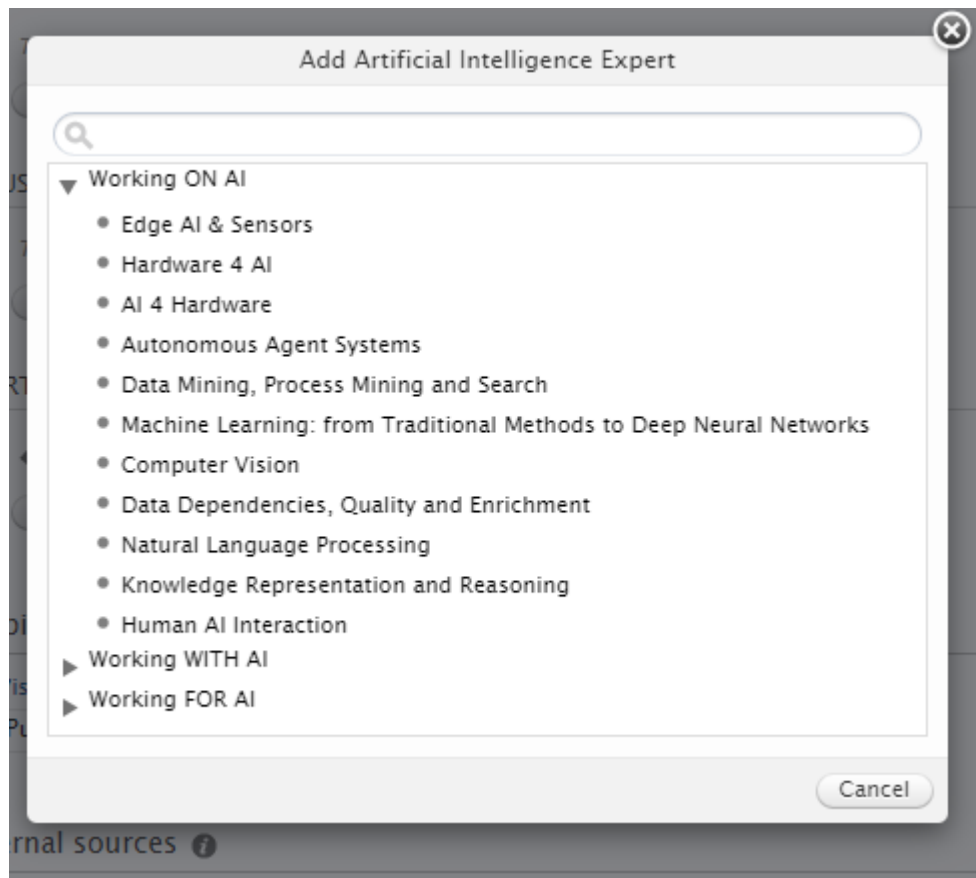 Add Artificial Intelligence Expert
Working ON AI
Edge AI & Sensors
Hardware 4 AI
AI 4 Hardware
Autonomous Agent Systems
Data Mining, Process Mining and Search
Machine Learning: from Traditional Methods to Deep Neural Networks
Computer Vision
Data Dependencies, Quality and Enrichment
Natural Language Processing
Knowledge Representation and Reasoning
Human AI Interaction
Working WITH AI
Working FOR AI
Cancel
sources